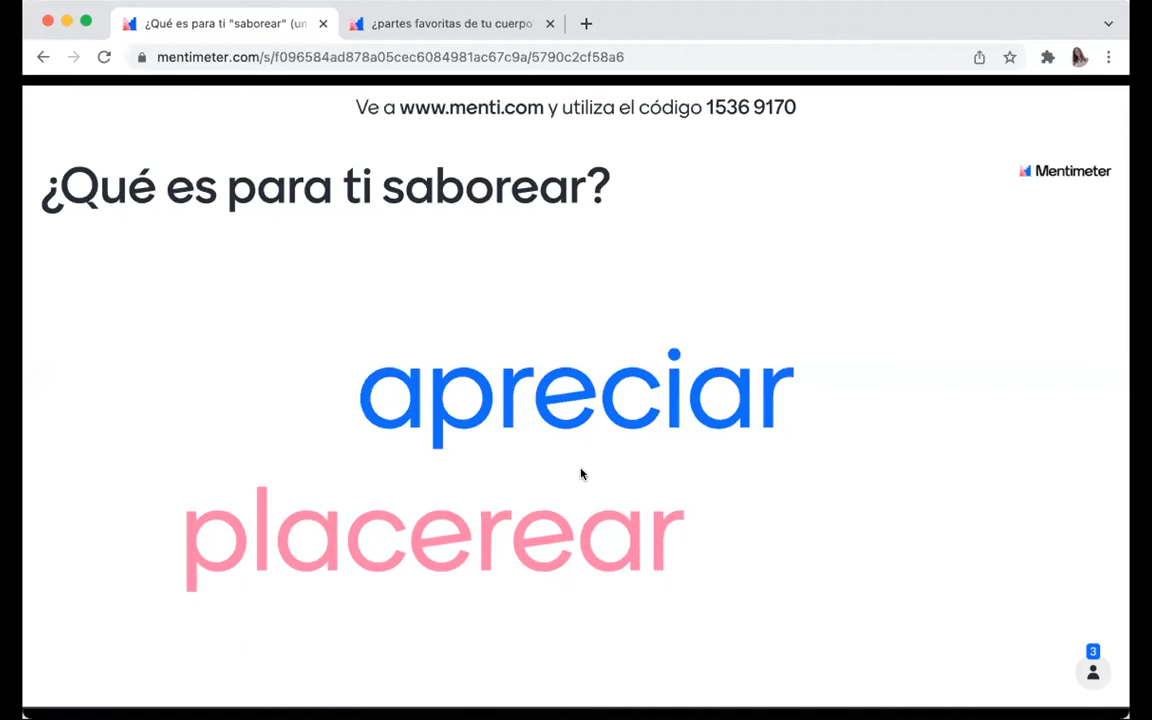 ¿Qué es para ti "saborear" (un
¿partes favoritas de tu cuerpo
mentimeter.com/s/f096584ad878a05cec6084981ac67c9a/5790c2cf58a6
Ve a www.menti.com y utiliza el código 1536 9170
¿Qué es para ti saborear?
Mentimeter
apreciar
placerear
3